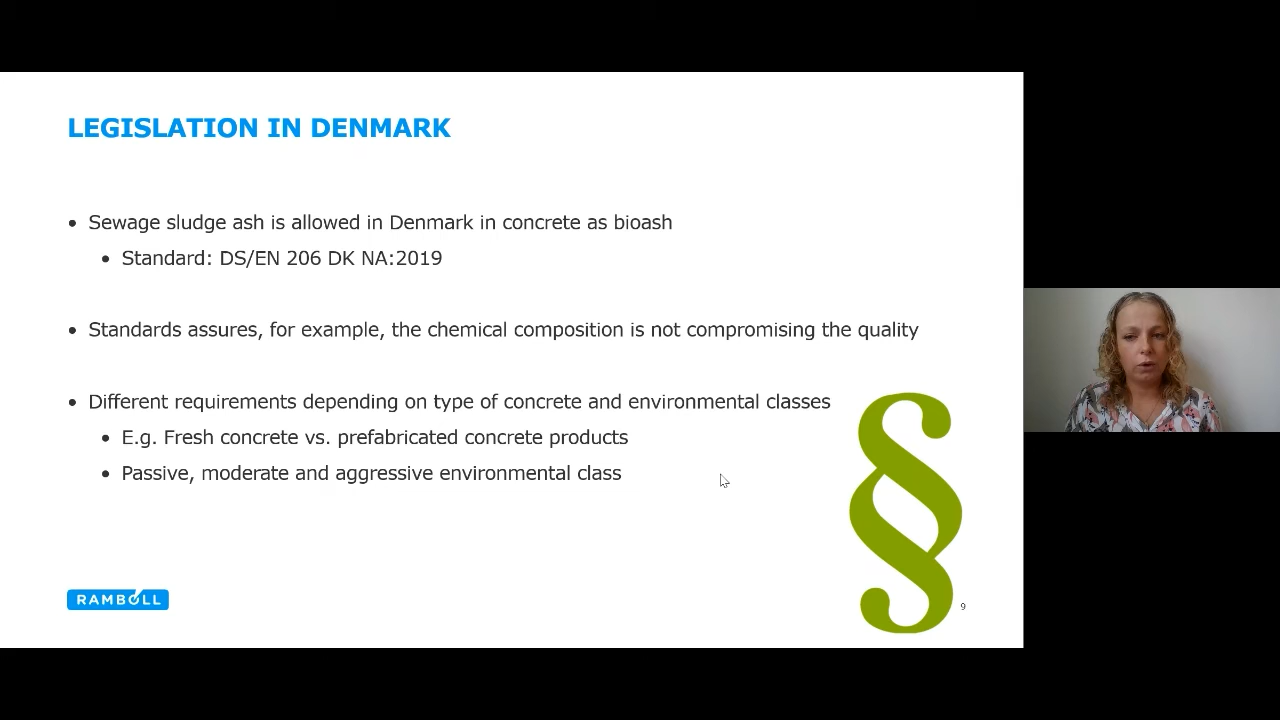 LEGISLATION IN DENMARK
• Sewage sludge ash is allowed in Denmark in concrete as bioash
• Standard: DS/EN 206 DK NA:2019
• Standards assures, for example, the chemical composition is not compromising the quality
• Different requirements depending on type of concrete and environmental classes
• E.g. Fresh concrete vs. prefabricated concrete products
• Passive, moderate and aggressive environmental class
§
RAMBØLL
9